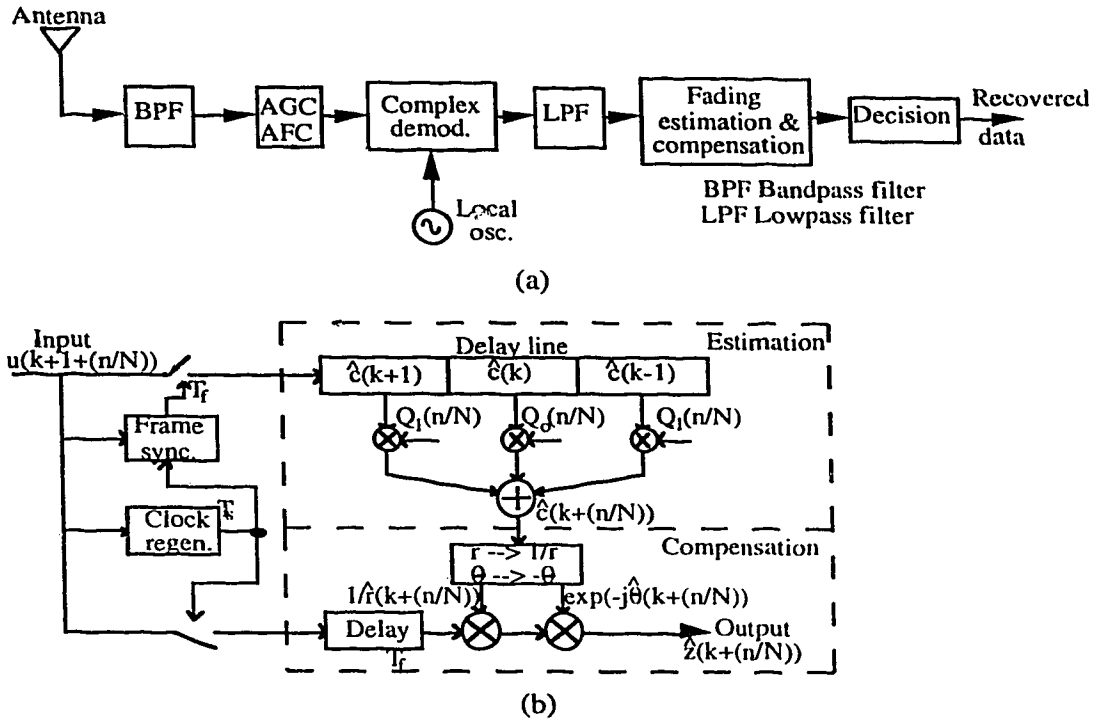 Antenna
BPF
AGC
AFC
Complex
demod.
LPF
Fading
estimation &
compensation
Decision
Recovered
data
Local
osc.
BPF Bandpass filter
LPF Lowpass filter
(a)
Input
u(k+1+(n/N))
T_f
Frame
sync.
Clock
regen.
T_s
Delay line
Estimation
ĉ(k+1)
ĉ(k)
ĉ(k-1)
Q_1(n/N)
Q_0(n/N)
Q_1(n/N)
ĉ(k+(n/N))
Compensation
r --> 1/r
θ --> -θ
1/r̂(k+(n/N))
exp(-jθ̂(k+(n/N))
Delay
T_f
Output
ẑ(k+(n/N))
(b)